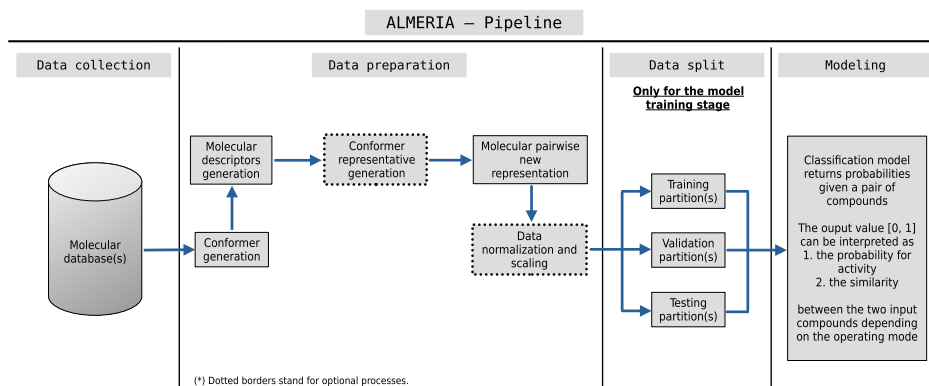 ALMERIA – Pipeline
Data collection
Data preparation
Data split
Modeling
Only for the model
training stage
Molecular
database(s)
Conformer
generation
Molecular
descriptors
generation
Conformer
representative
generation
Molecular pairwise
new
representation
Data
normalization and
scaling
Training
partition(s)
Validation
partition(s)
Testing
partition(s)
Classification model
returns probabilities
given a pair of
compounds
The ouput value [0, 1]
can be interpreted as
1. the probability for
activity
2. the similarity
between the two input
compounds depending
on the operating mode
(*) Dotted borders stand for optional processes.